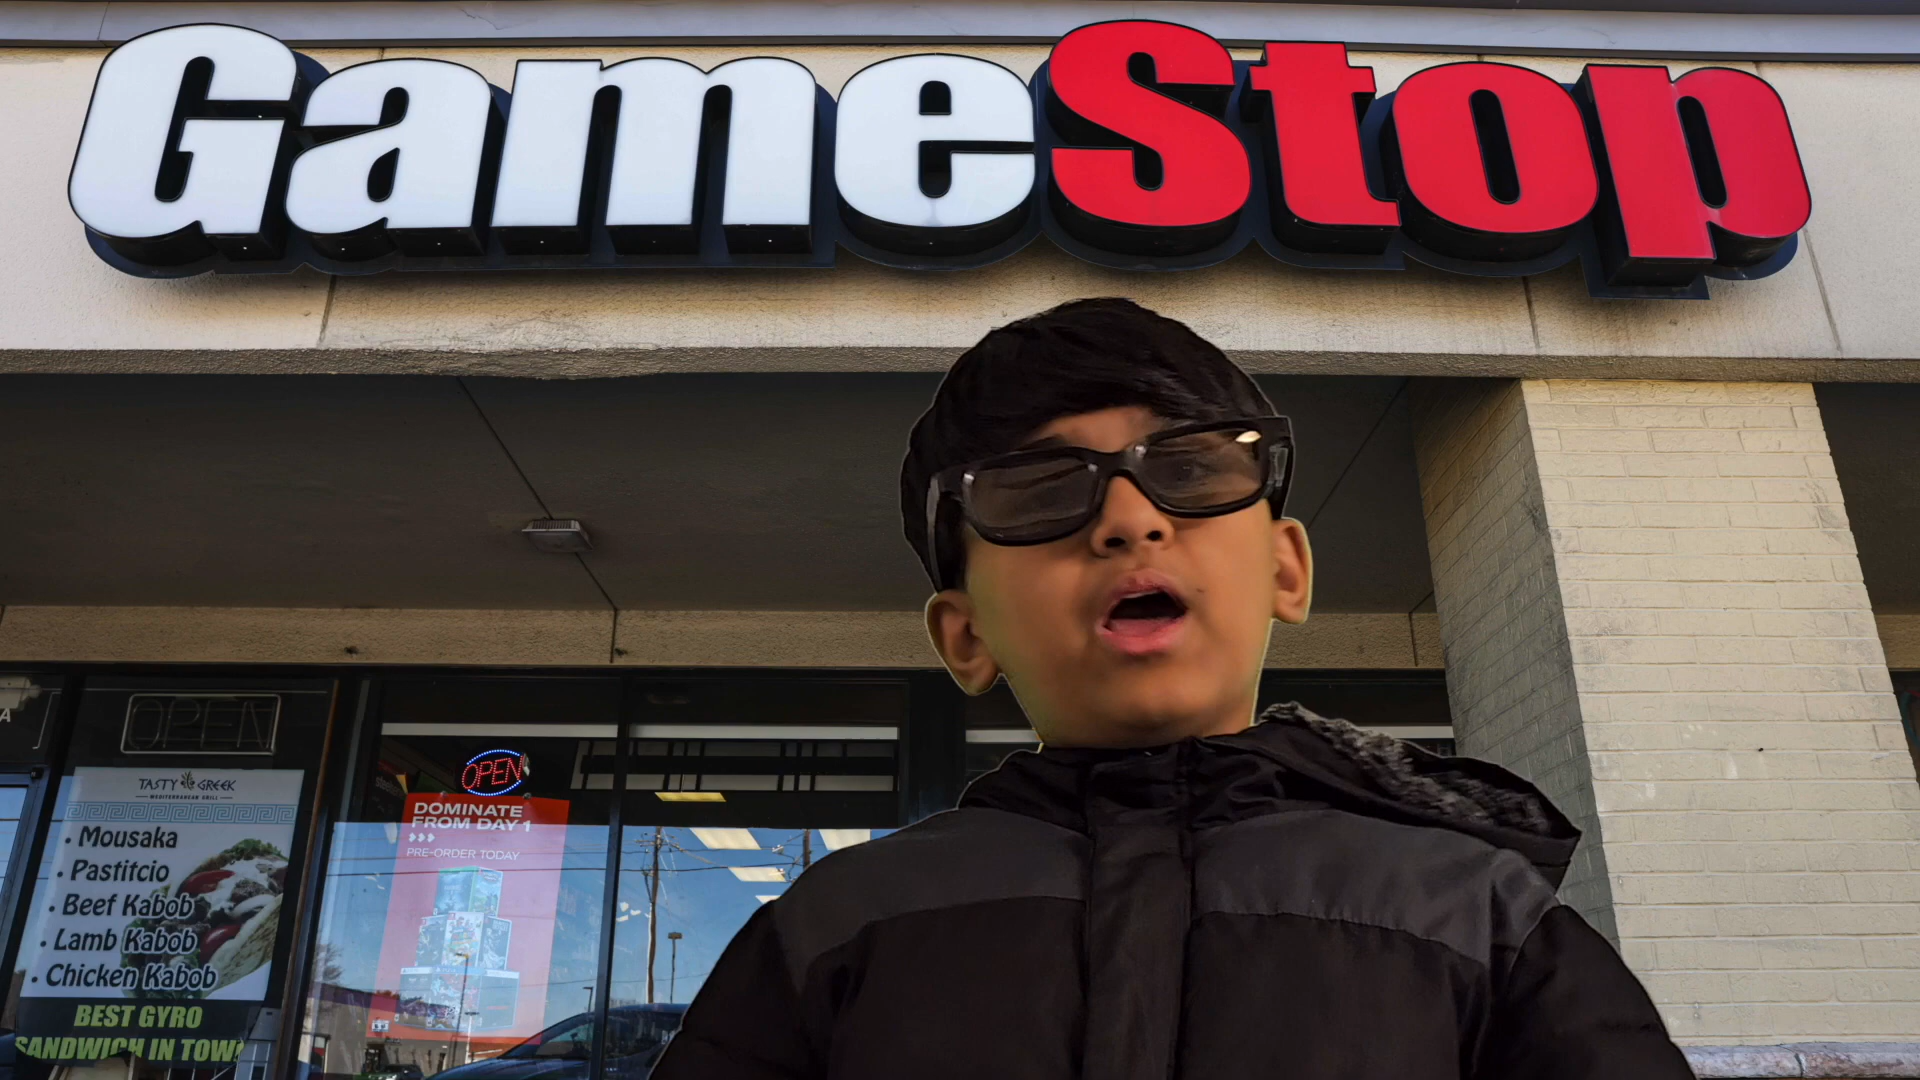 GameStop
OPEN
A
TASTY GREEK
MEDITERRANEAN GRILL
• Mousaka
• Pastitcio
• Beef Kabob
• Lamb Kabob
• Chicken Kabob
BEST GYRO
SANDWICH IN TOWN
OPEN
DOMINATE
FROM DAY 1
PRE-ORDER TODAY